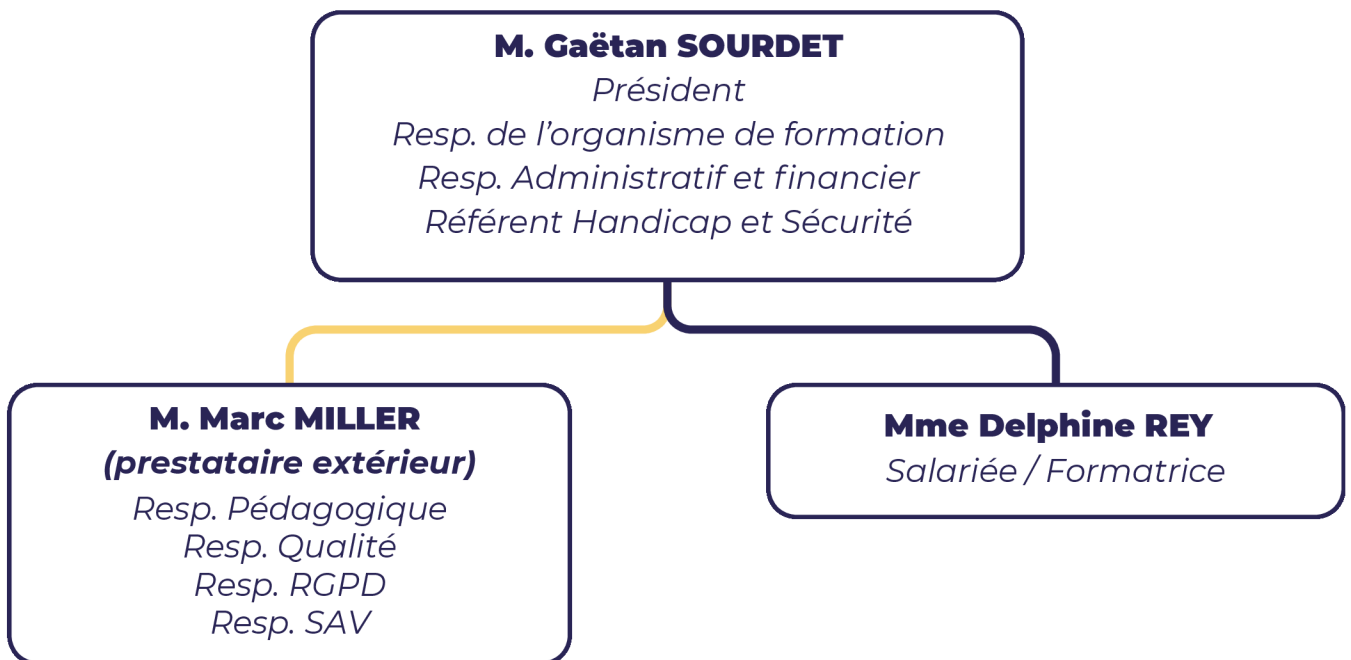 M. Gaëtan SOURDET
Président
Resp. de l’organisme de formation
Resp. Administratif et financier
Référent Handicap et Sécurité
M. Marc MILLER
(prestataire extérieur)
Resp. Pédagogique
Resp. Qualité
Resp. RGPD
Resp. SAV
Mme Delphine REY
Salariée / Formatrice